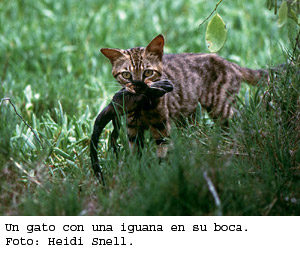 Un gato con una iguana en su boca.
Foto: Heidi Snell.